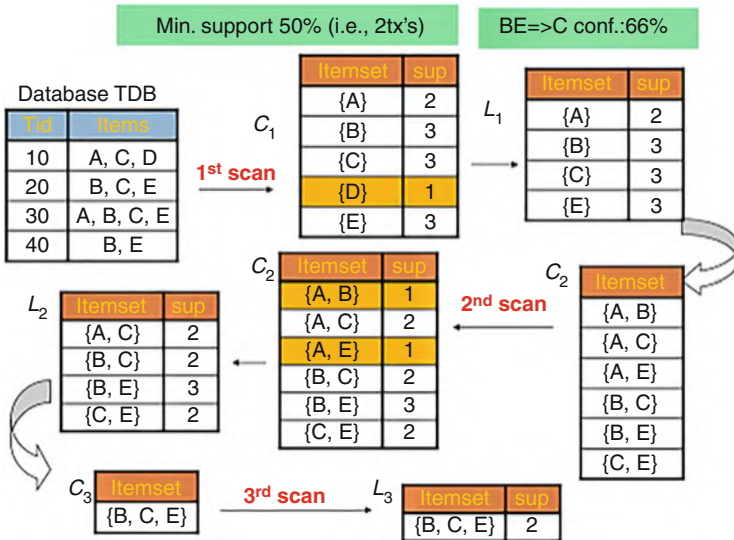 Min. support 50% (i.e., 2tx's)
BE=>C conf.:66%
Database TDB
Tid Items
10 A, C, D
20 B, C, E
30 A, B, C, E
40 B, E
1st scan
C1
Itemset sup
{A} 2
{B} 3
{C} 3
{D} 1
{E} 3
L1
Itemset sup
{A} 2
{B} 3
{C} 3
{E} 3
C2
Itemset
{A, B}
{A, C}
{A, E}
{B, C}
{B, E}
{C, E}
2nd scan
C2
Itemset sup
{A, B} 1
{A, C} 2
{A, E} 1
{B, C} 2
{B, E} 3
{C, E} 2
L2
Itemset sup
{A, C} 2
{B, C} 2
{B, E} 3
{C, E} 2
C3
Itemset
{B, C, E}
3rd scan
L3
Itemset sup
{B, C, E} 2